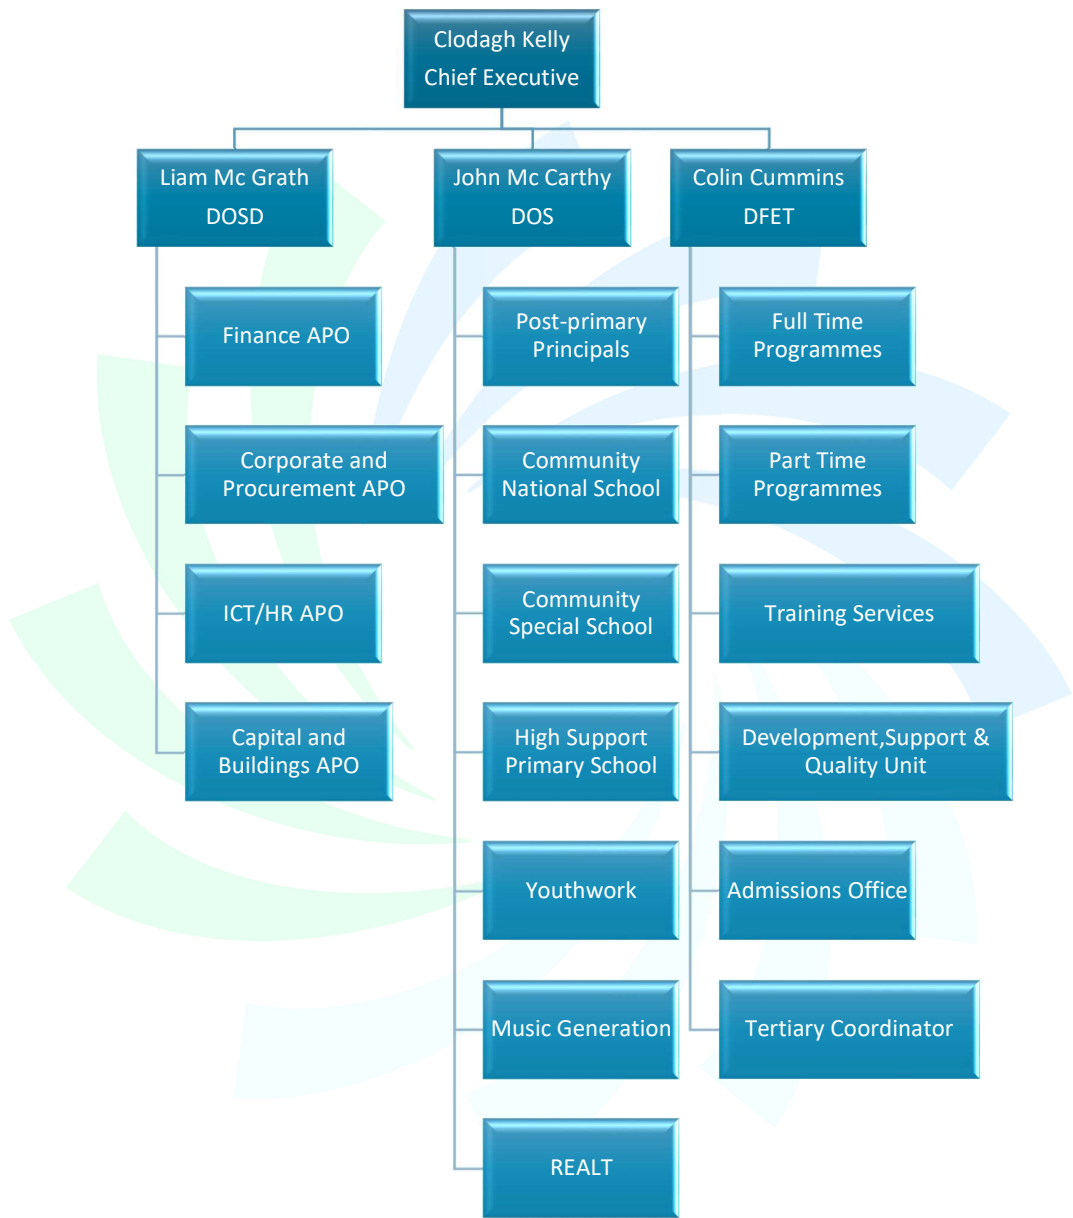 Clodagh Kelly
Chief Executive
Liam Mc Grath
DOSD
Finance APO
Corporate and
Procurement APO
ICT/HR APO
Capital and
Buildings APO
John Mc Carthy
DOS
Post-primary
Principals
Community
National School
Community
Special School
High Support
Primary School
Youthwork
Music Generation
REALT
Colin Cummins
DFET
Full Time
Programmes
Part Time
Programmes
Training Services
Development,Support &
Quality Unit
Admissions Office
Tertiary Coordinator